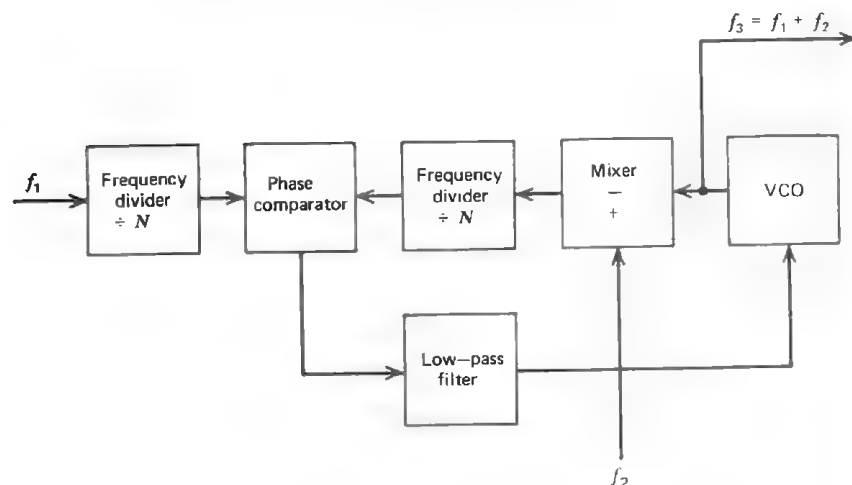 f₃ = f₁ + f₂
f₁
Frequency
divider
÷ N
Phase
comparator
Frequency
divider
÷ N
Mixer
−
+
VCO
Low–pass
filter
f₂